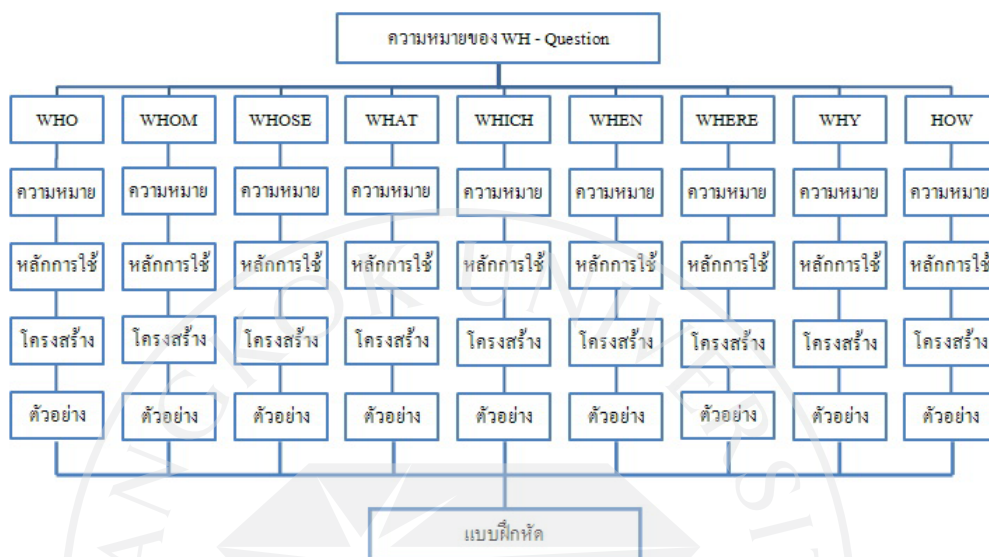 ความหมายของ WH - Question
WHO WHOM WHOSE WHAT WHICH WHEN WHERE WHY HOW
ความหมาย ความหมาย ความหมาย ความหมาย ความหมาย ความหมาย ความหมาย ความหมาย ความหมาย
หลักการใช้ หลักการใช้ หลักการใช้ หลักการใช้ หลักการใช้ หลักการใช้ หลักการใช้ หลักการใช้ หลักการใช้
โครงสร้าง โครงสร้าง โครงสร้าง โครงสร้าง โครงสร้าง โครงสร้าง โครงสร้าง โครงสร้าง โครงสร้าง
ตัวอย่าง ตัวอย่าง ตัวอย่าง ตัวอย่าง ตัวอย่าง ตัวอย่าง ตัวอย่าง ตัวอย่าง ตัวอย่าง
แบบฝึกหัด
ANGKOK UNIVERSIT